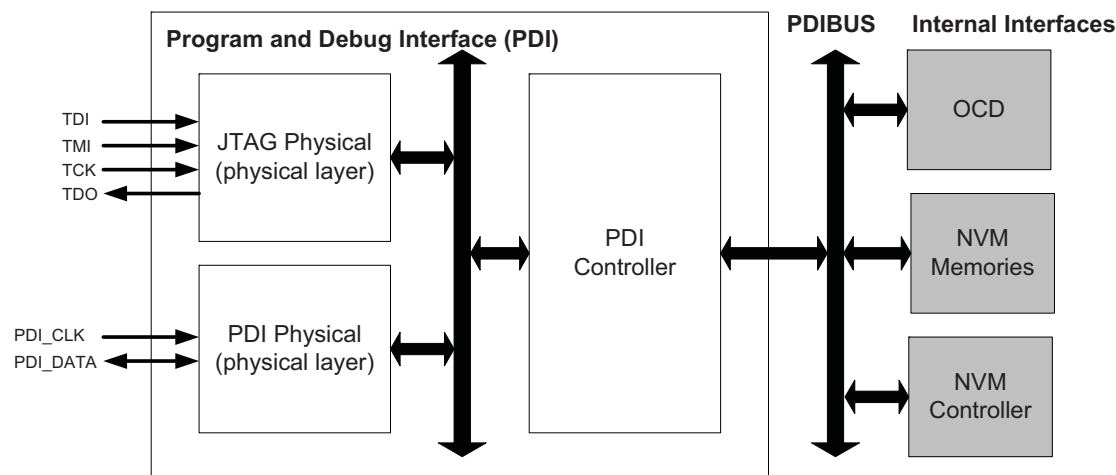 Program and Debug Interface (PDI)
PDIBUS
Internal Interfaces
TDI
TMI
TCK
TDO
JTAG Physical
(physical layer)
PDI_CLK
PDI_DATA
PDI Physical
(physical layer)
PDI
Controller
OCD
NVM
Memories
NVM
Controller